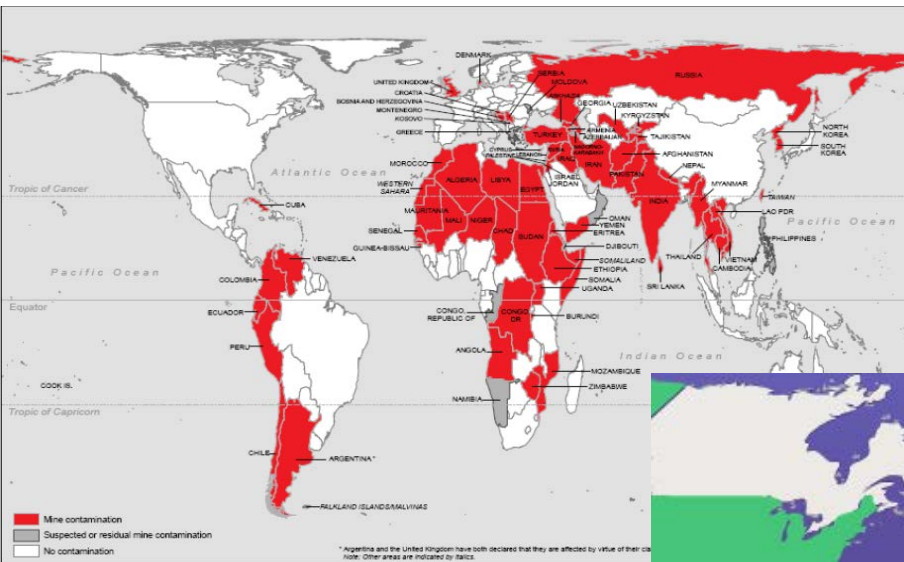 DENMARK
SERBIA
UNITED KINGDOM*
MOLDOVA
RUSSIA
CROATIA
ABKHAZIA
BOSMA AND HERZEGOVINA
GEORGIA
UZBEKISTAN
MONTENEGRO
KYRGYZSTAN
KOSOVO
ARMENIA
AZERBAIJAN
NORTH
KOREA
GREECE
TURKEY
TAJIKISTAN
SOUTH
KOREA
CYPRUS
SYRIA
PALESTINE
LEBANON
IRAQ
IRAN
AFGHANISTAN
MOROCCO
NEPAL
Atlantic Ocean
ALGERIA
LIBYA
ISRAEL
JORDAN
PAKISTAN
MYANMAR
Tropic of Cancer
WESTERN
SAHARA
EGYPT
INDIA
TAIWAN
CUBA
MAURITANIA
MALI
NIGER
CHAD
OMAN
YEMEN
LAO PDR
Pacific Ocean
SENEGAL
SUDAN
ERITREA
GUINEA-BISSAU
DJIBOUTI
PHILIPPINES
VENEZUELA
SOMALILAND
THAILAND
VIETNAM
Pacific Ocean
COLOMBIA
ETHIOPIA
CAMBODIA
SOMALIA
UGANDA
SRI LANKA
Equator
ECUADOR
CONGO,
REPUBLIC OF
CONGO,
DR
BURUNDI
PERU
ANGOLA
Indian Ocean
COOK IS.
MOZAMBIQUE
ZIMBABWE
NAMIBIA
Tropic of Capricorn
CHILE
ARGENTINA *
FALKLAND ISLANDS/MALVINAS
Mine contamination
Suspected or residual mine contamination
No contamination
* Argentina and the United Kingdom have both declared that they are affected by virtue of their cla
Note: Other areas are indicated by italics.